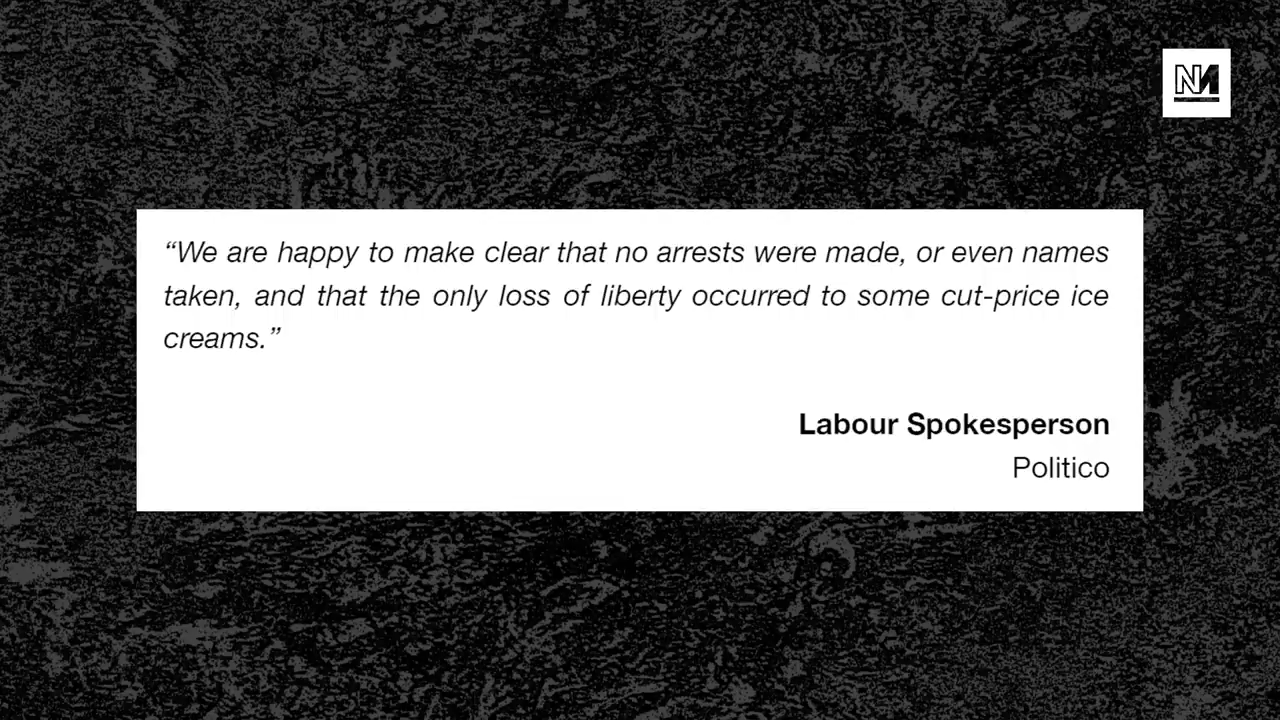 NM
“We are happy to make clear that no arrests were made, or even names
taken, and that the only loss of liberty occurred to some cut-price ice
creams.”
Labour Spokesperson
Politico